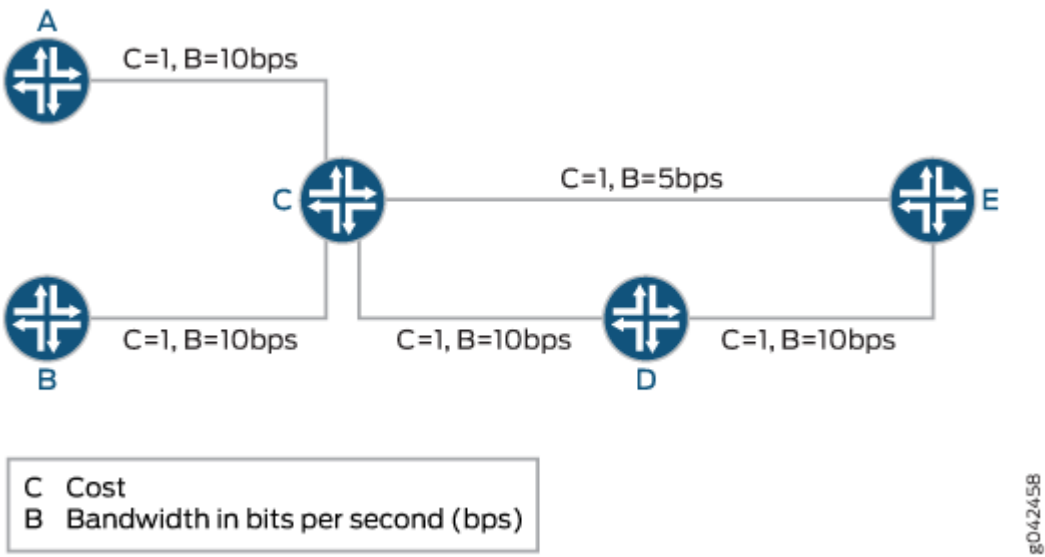 A
C=1, B=10bps
C=1, B=5bps
C
E
C=1, B=10bps
C=1, B=10bps
C=1, B=10bps
B
D
C Cost
B Bandwidth in bits per second (bps)
g042458